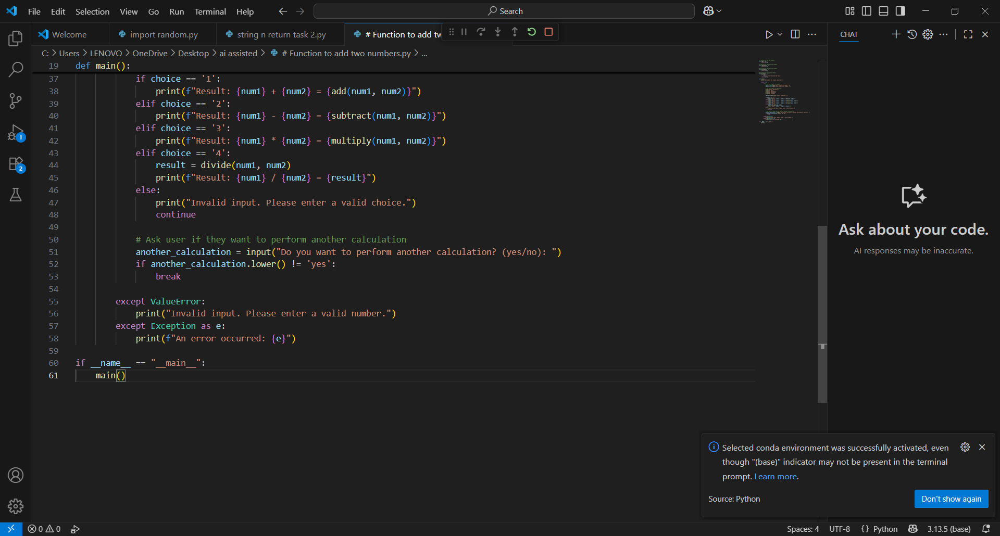 File Edit Selection View Go Run Terminal Help
Search
Welcome
import random.py
string n return task 2.py
# Function to add tw
CHAT
C: > Users > LENOVO > OneDrive > Desktop > ai assisted > # Function to add two numbers.py > ...
19 def main():
37 if choice == '1':
38 print(f"Result: {num1} + {num2} = {add(num1, num2)}")
39 elif choice == '2':
40 print(f"Result: {num1} - {num2} = {subtract(num1, num2)}")
41 elif choice == '3':
42 print(f"Result: {num1} * {num2} = {multiply(num1, num2)}")
43 elif choice == '4':
44 result = divide(num1, num2)
45 print(f"Result: {num1} / {num2} = {result}")
46 else:
47 print("Invalid input. Please enter a valid choice.")
48 continue
49
50 # Ask user if they want to perform another calculation
51 another_calculation = input("Do you want to perform another calculation? (yes/no): ")
52 if another_calculation.lower() != 'yes':
53 break
54
55 except ValueError:
56 print("Invalid input. Please enter a valid number.")
57 except Exception as e:
58 print(f"An error occurred: {e}")
59
60 if __name__ == "__main__":
61 main()
1
2
Ask about your code.
AI responses may be inaccurate.
Selected conda environment was successfully activated, even
though "(base)" indicator may not be present in the terminal
prompt. Learn more.
Source: Python
Don't show again
0 0
Spaces: 4 UTF-8 {} Python 3.13.5 (base)